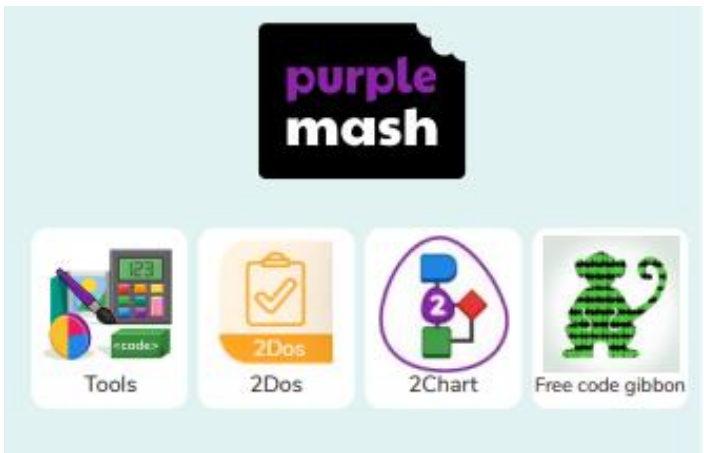 purple
mash
123
<code>
2Dos
2
Tools
2Dos
2Chart
Free code gibbon